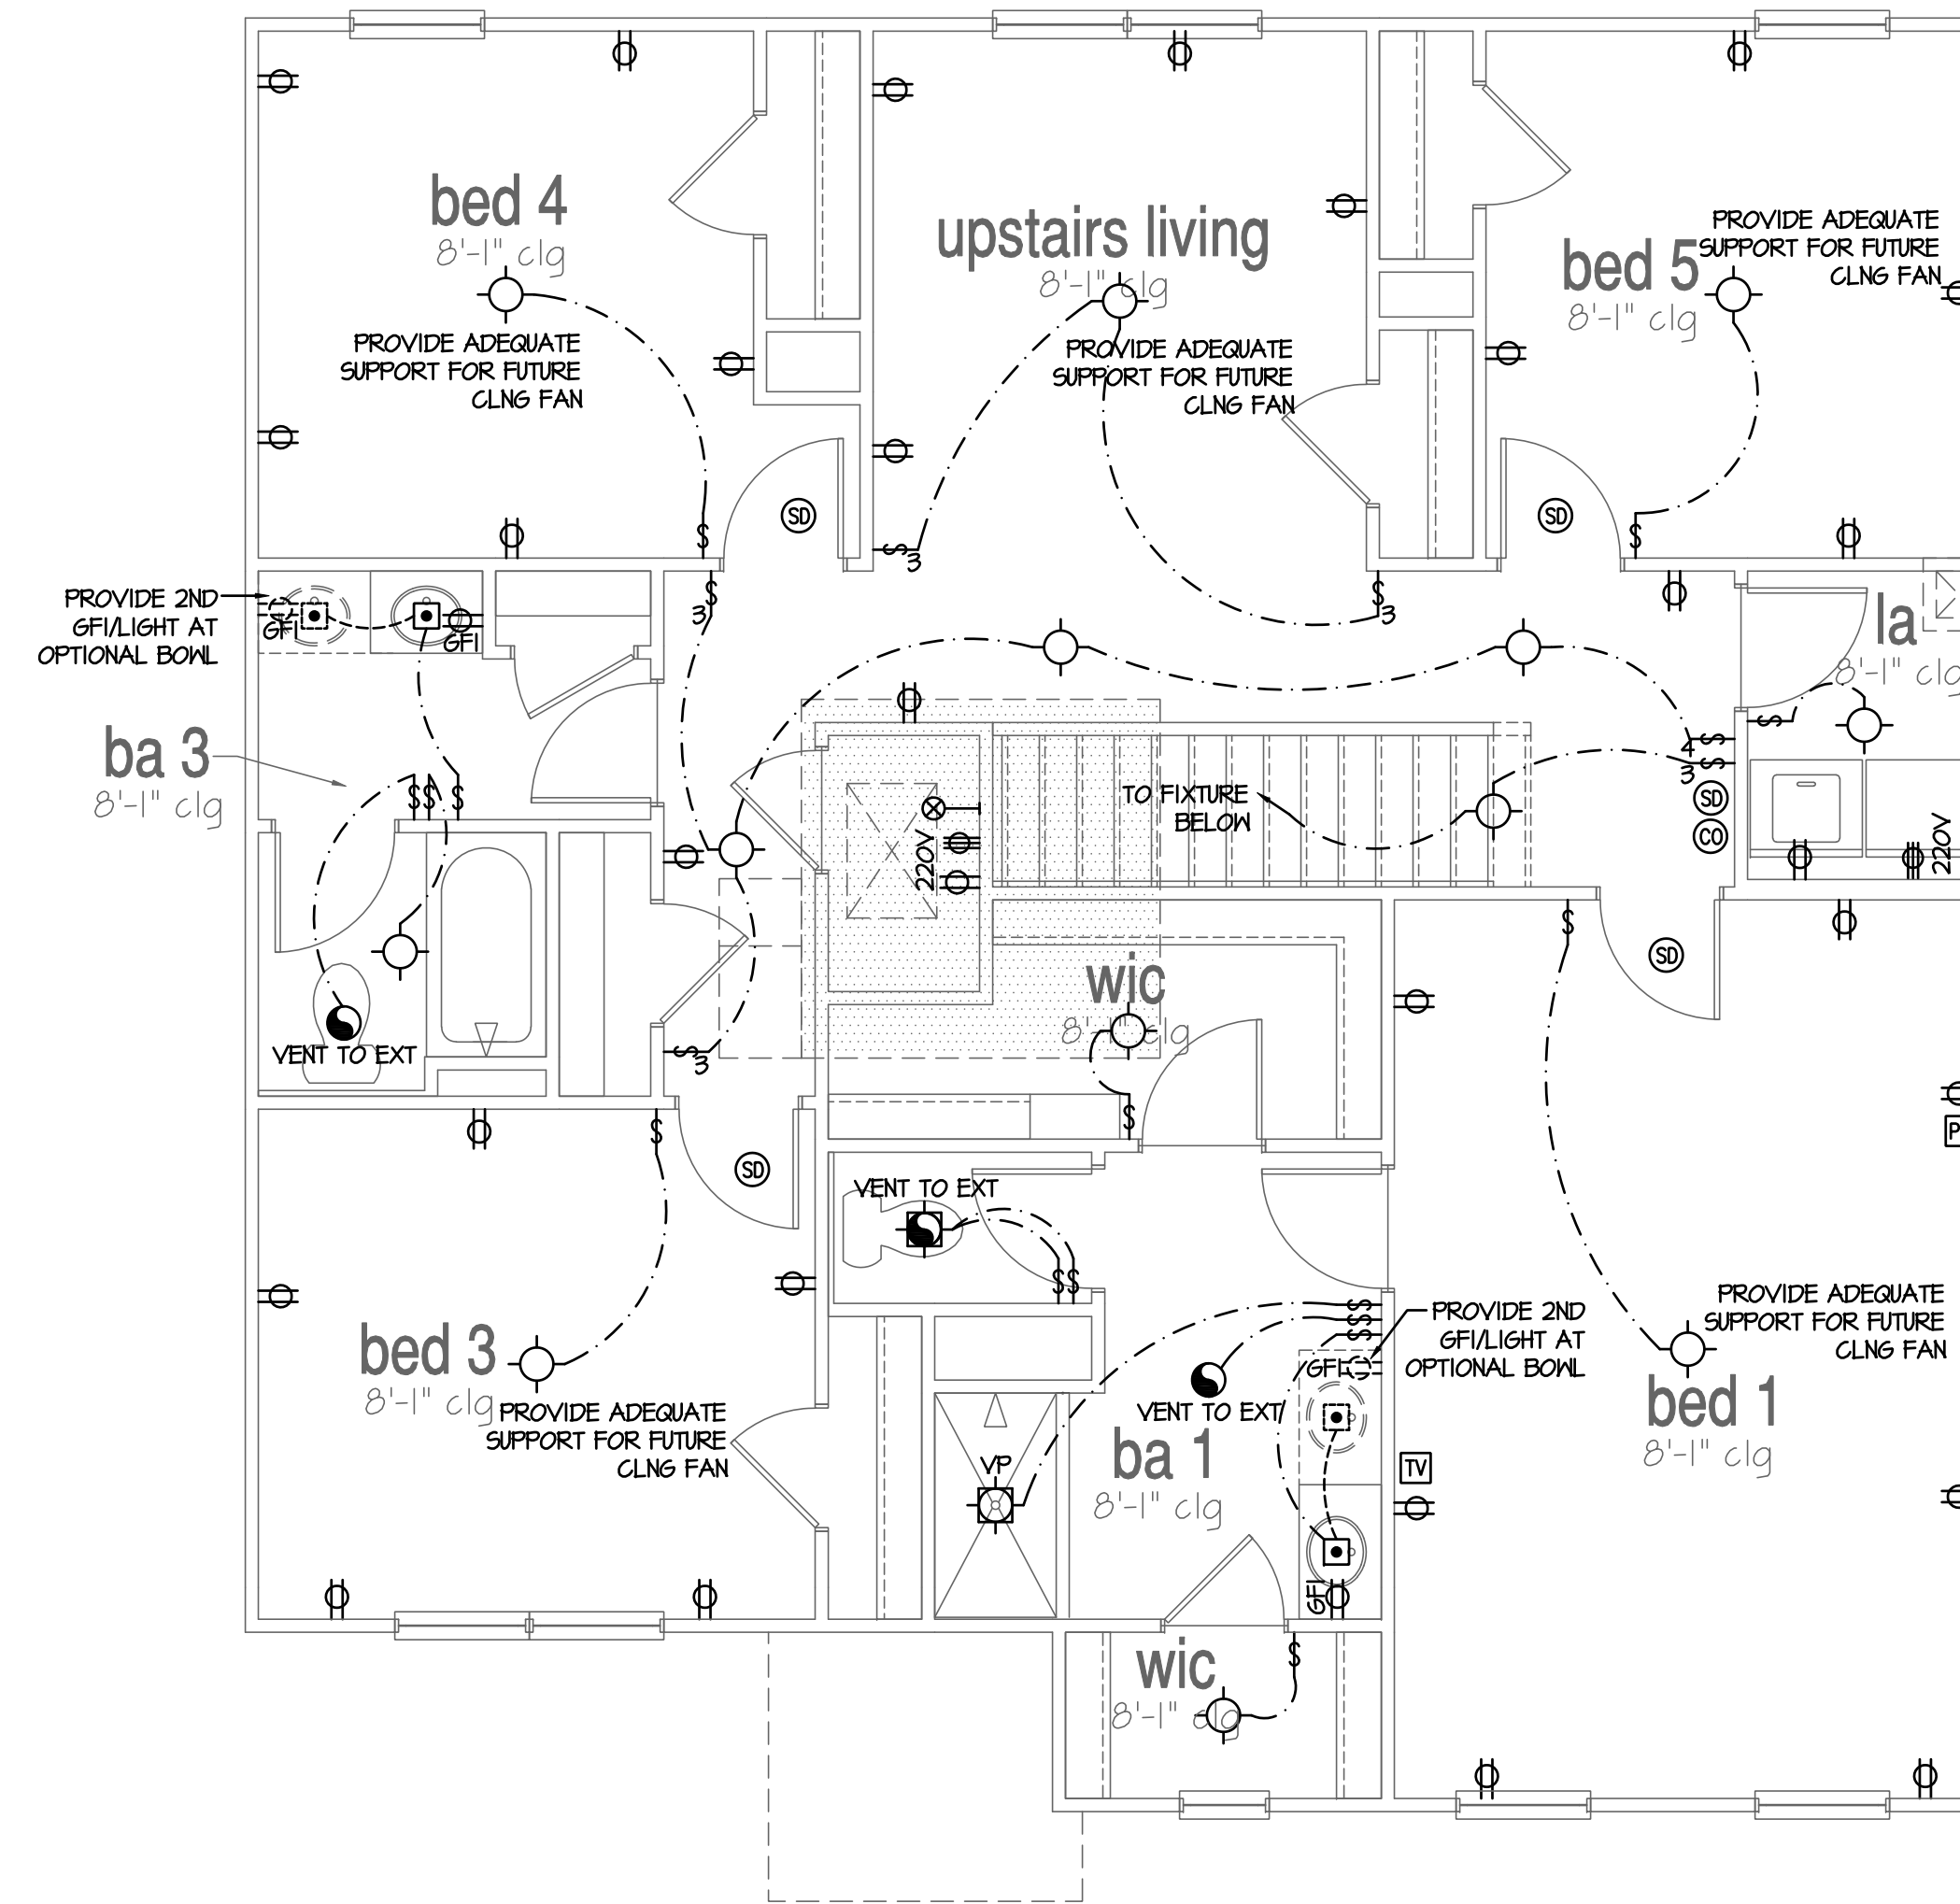 bed 4
8'-1" clg
PROVIDE ADEQUATE
SUPPORT FOR FUTURE
CLNG FAN
upstairs living
8'-1" clg
PROVIDE ADEQUATE
SUPPORT FOR FUTURE
CLNG FAN
bed 5
8'-1" clg
PROVIDE ADEQUATE
SUPPORT FOR FUTURE
CLNG FAN
SD
SD
$
$3
$
$3
$3
PROVIDE 2ND
GFI/LIGHT AT
OPTIONAL BOWL
GFI
GFI
la
8'-1" clg
$
ba 3
8'-1" clg
$$ $
220V
TO FIXTURE
BELOW
$4
$3
SD
CO
220V
$
SD
VENT TO EXT
$3
wic
8'-1" clg
$
P
$
SD
VENT TO EXT
$$
bed 3
8'-1" clg
PROVIDE ADEQUATE
SUPPORT FOR FUTURE
CLNG FAN
$
$
$
PROVIDE 2ND
GFI/LIGHT AT
OPTIONAL BOWL
GFI
VENT TO EXT
ba 1
8'-1" clg
VP
GFI
TV
PROVIDE ADEQUATE
SUPPORT FOR FUTURE
CLNG FAN
bed 1
8'-1" clg
wic
8'-1" clg
$